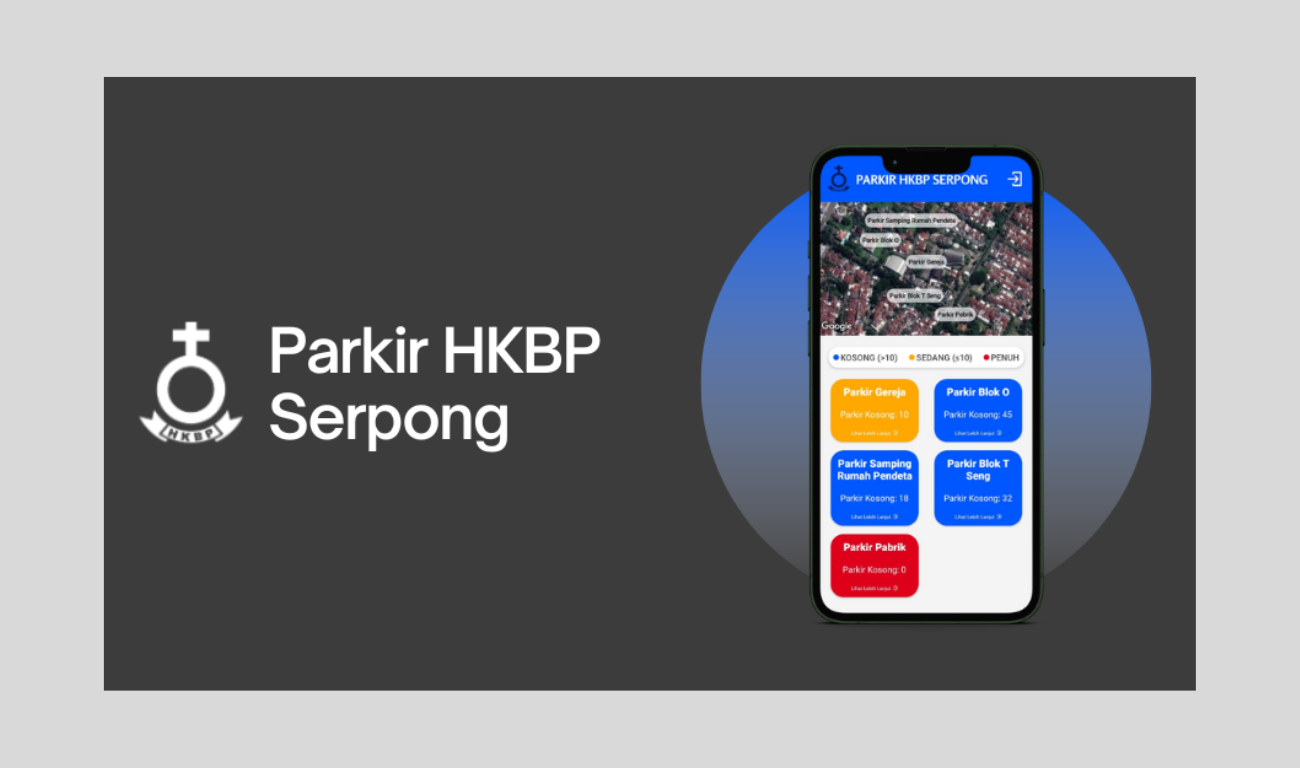 HKBP
Parkir HKBP
Serpong
PARKIR HKBP SERPONG
Parkir Samping Rumah Pendeta
Parkir Blok O
Parkir Gereja
Parkir Blok T Seng
Parkir Pabrik
Google
KOSONG (>10) SEDANG (≤10) PENUH
Parkir Gereja
Parkir Kosong: 10
Lihat Lebih Lanjut
Parkir Blok O
Parkir Kosong: 45
Lihat Lebih Lanjut
Parkir Samping
Rumah Pendeta
Parkir Kosong: 18
Lihat Lebih Lanjut
Parkir Blok T
Seng
Parkir Kosong: 32
Lihat Lebih Lanjut
Parkir Pabrik
Parkir Kosong: 0
Lihat Lebih Lanjut